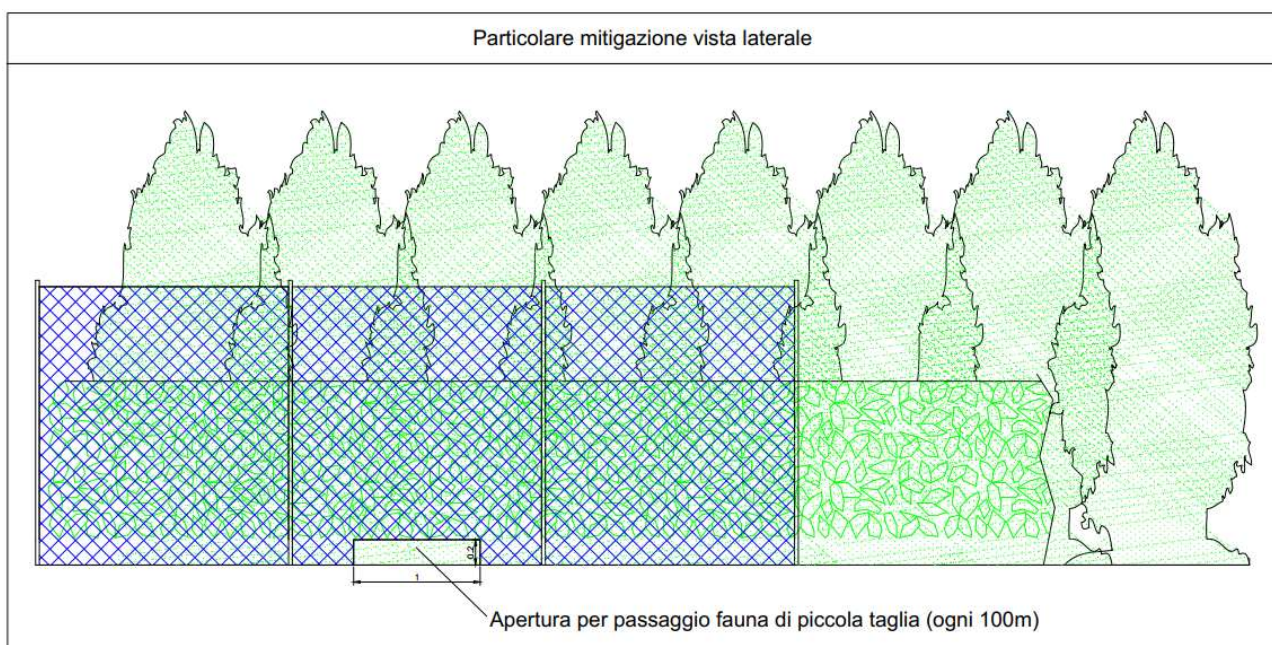 Particolare mitigazione vista laterale
0.2
1
Apertura per passaggio fauna di piccola taglia (ogni 100m)